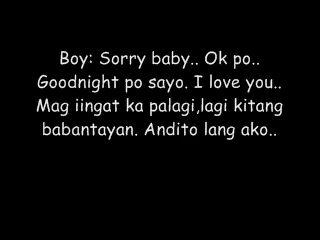 Boy: Sorry baby.. Ok po..
Goodnight po sayo. I love you..
Mag iingat ka palagi,lagi kitang
babantayan. Andito lang ako..